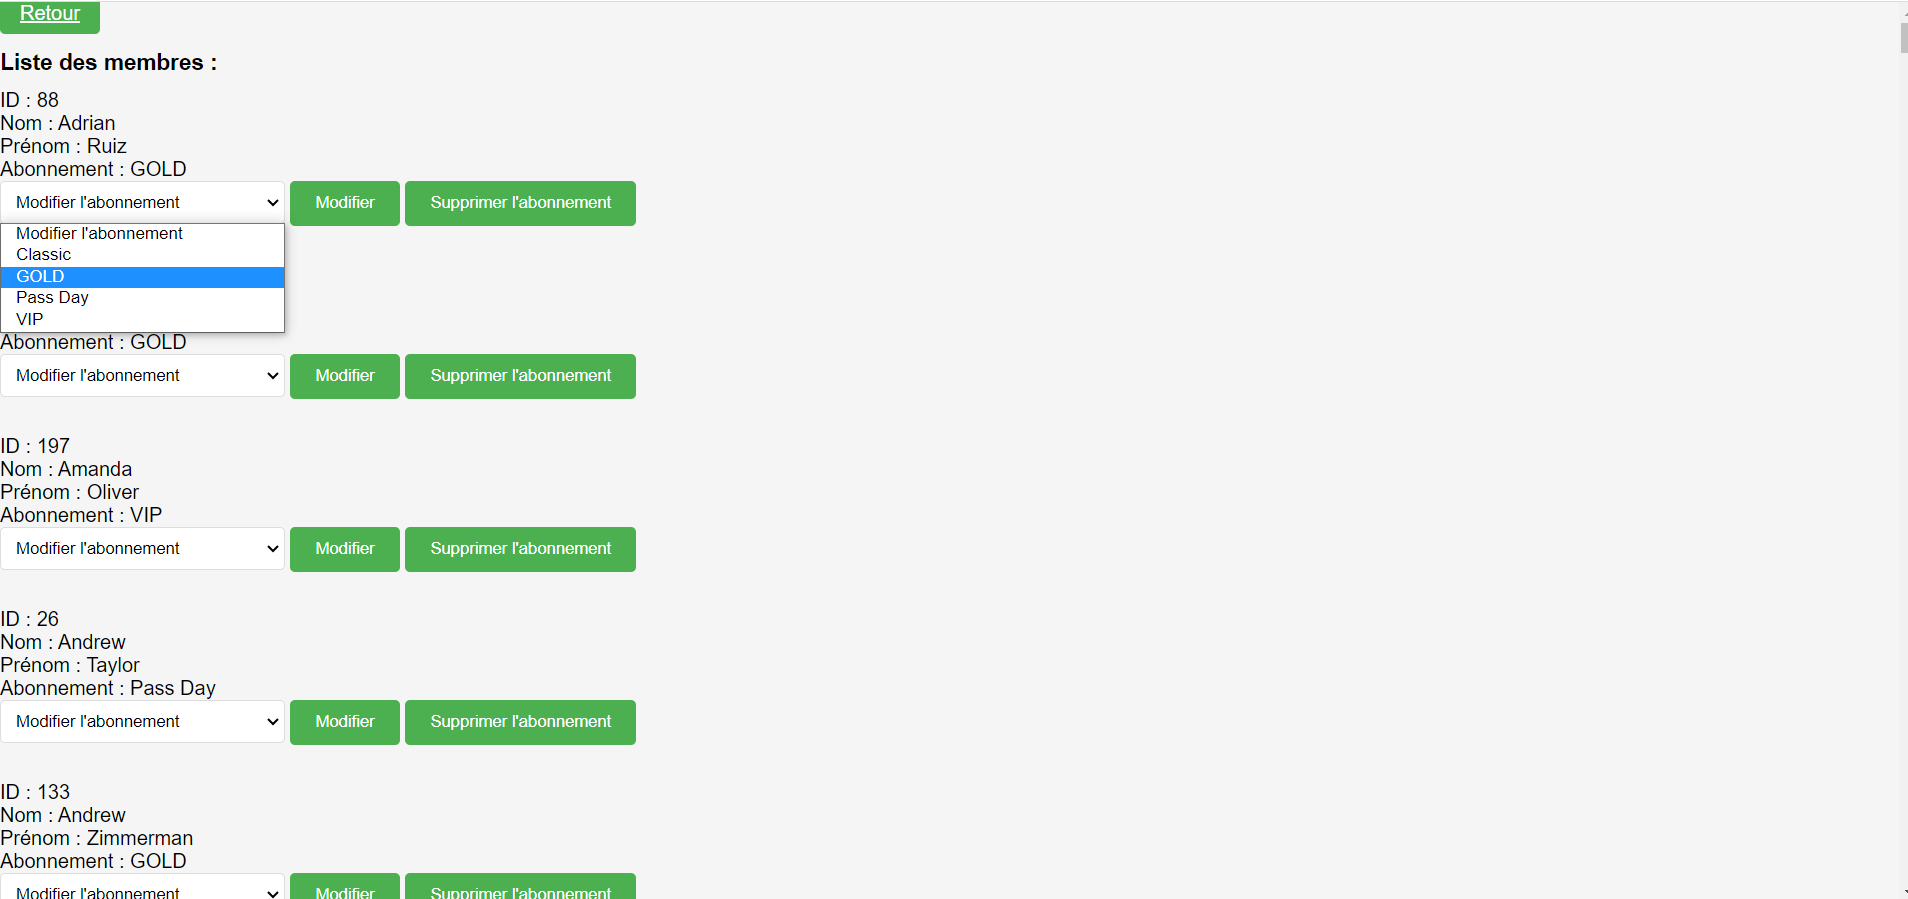 Retour
Liste des membres :
ID : 88
Nom : Adrian
Prénom : Ruiz
Abonnement : GOLD
Modifier l'abonnement Modifier Supprimer l'abonnement
Modifier l'abonnement
Classic
GOLD
Pass Day
VIP
Abonnement : GOLD
Modifier l'abonnement Modifier Supprimer l'abonnement
ID : 197
Nom : Amanda
Prénom : Oliver
Abonnement : VIP
Modifier l'abonnement Modifier Supprimer l'abonnement
ID : 26
Nom : Andrew
Prénom : Taylor
Abonnement : Pass Day
Modifier l'abonnement Modifier Supprimer l'abonnement
ID : 133
Nom : Andrew
Prénom : Zimmerman
Abonnement : GOLD
Modifier l'abonnement Modifier Supprimer l'abonnement